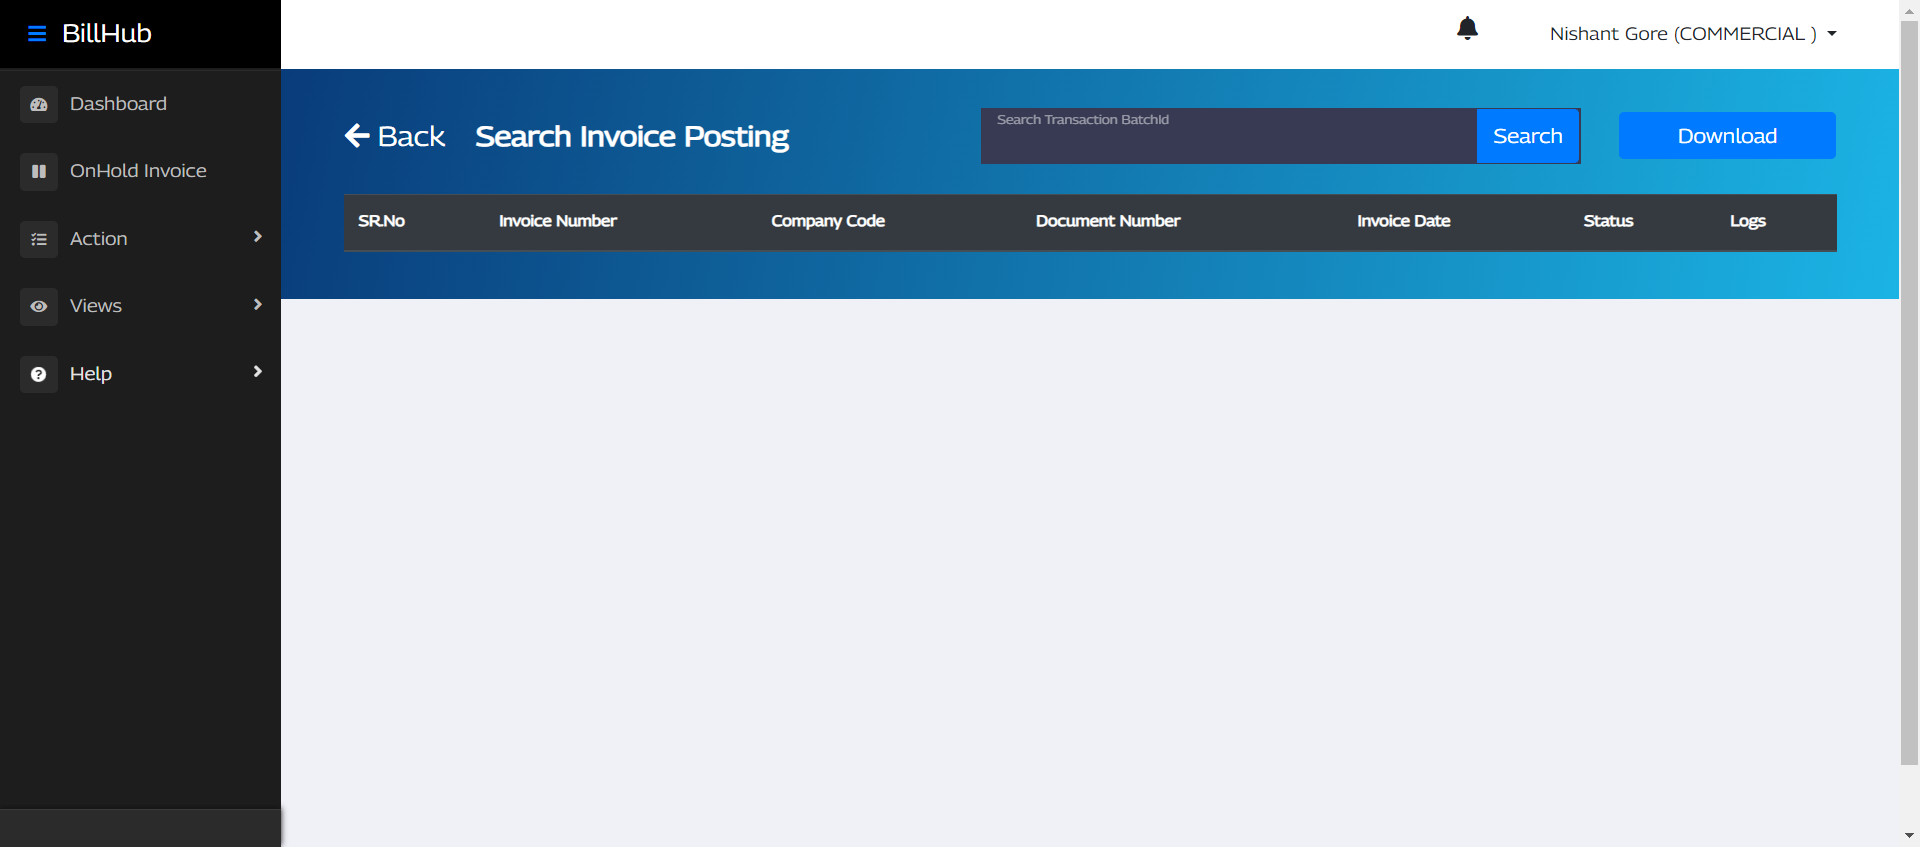 BillHub
Nishant Gore (COMMERCIAL )
Dashboard
OnHold Invoice
Action
Views
Help
Back
Search Invoice Posting
Search Transaction BatchId
Search
Download
SR.No Invoice Number Company Code Document Number Invoice Date Status Logs